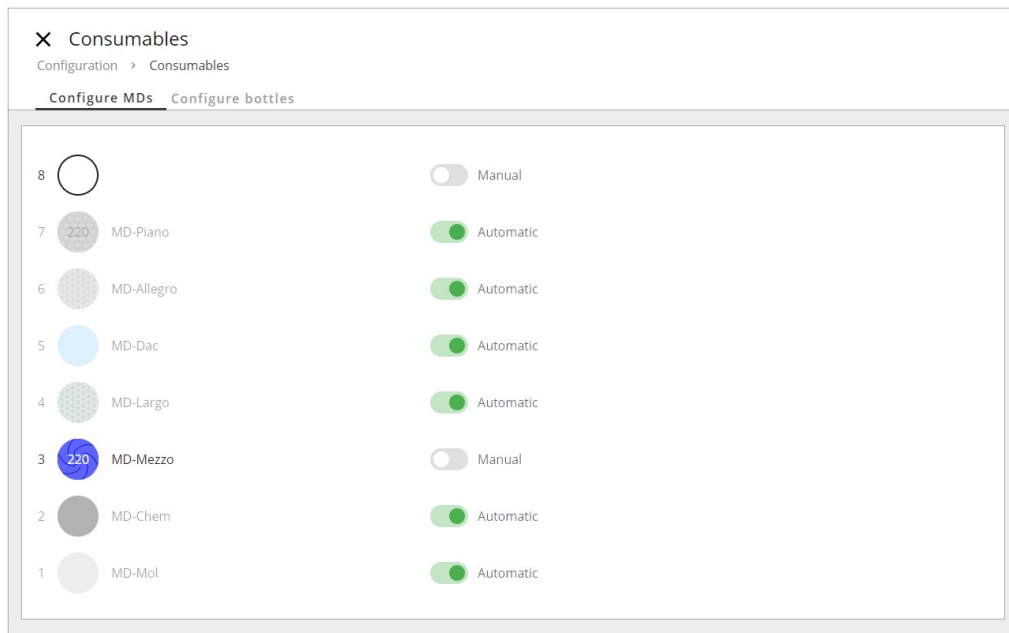 Consumables
Configuration > Consumables
Configure MDs Configure bottles
8 Manual
7 220 MD-Piano Automatic
6 MD-Allegro Automatic
5 MD-Dac Automatic
4 MD-Largo Automatic
3 220 MD-Mezzo Manual
2 MD-Chem Automatic
1 MD-Mol Automatic